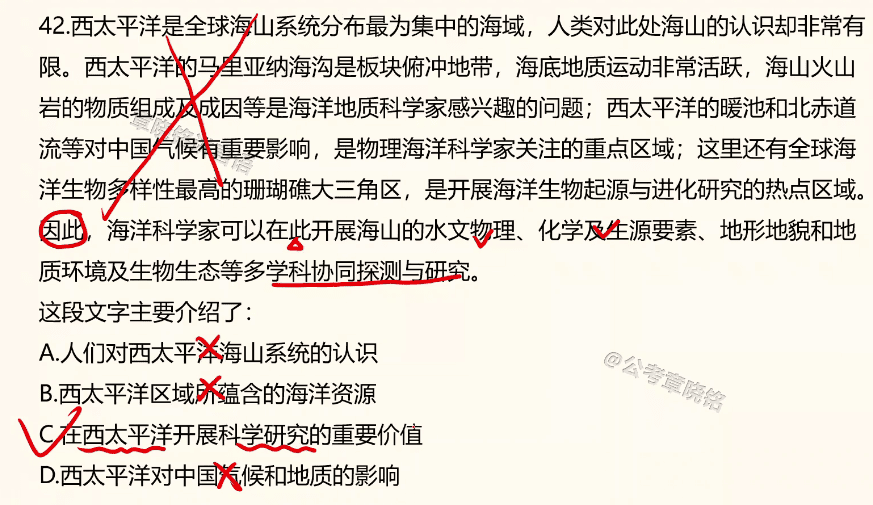 42.西太平洋是全球海山系统分布最为集中的海域，人类对此处海山的认识却非常有
限。西太平洋的马里亚纳海沟是板块俯冲地带，海底地质运动非常活跃，海山火山
岩的物质组成及成因等是海洋地质科学家感兴趣的问题；西太平洋的暖池和北赤道
流等对中国气候有重要影响，是物理海洋科学家关注的重点区域；这里还有全球海
洋生物多样性最高的珊瑚礁大三角区，是开展海洋生物起源与进化研究的热点区域。
因此，海洋科学家可以在此开展海山的水文物理、化学及生源要素、地形地貌和地
质环境及生物生态等多学科协同探测与研究。
这段文字主要介绍了：
A.人们对西太平洋海山系统的认识
B.西太平洋区域所蕴含的海洋资源
@公考章晓铭
C.在西太平洋开展科学研究的重要价值
D.西太平洋对中国气候和地质的影响